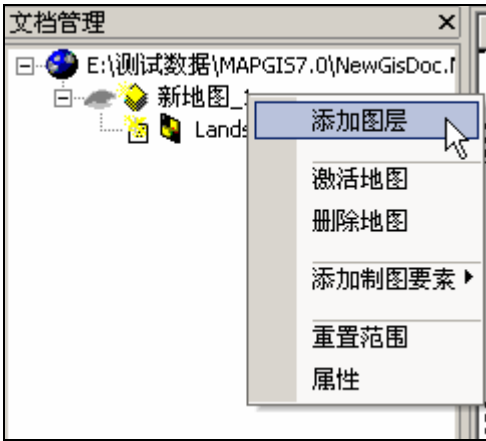 文档管理
E:\测试数据\MAPGIS7.0\NewGisDoc.
新地图_
Lands
添加图层
激活地图
删除地图
添加制图要素
重置范围
属性